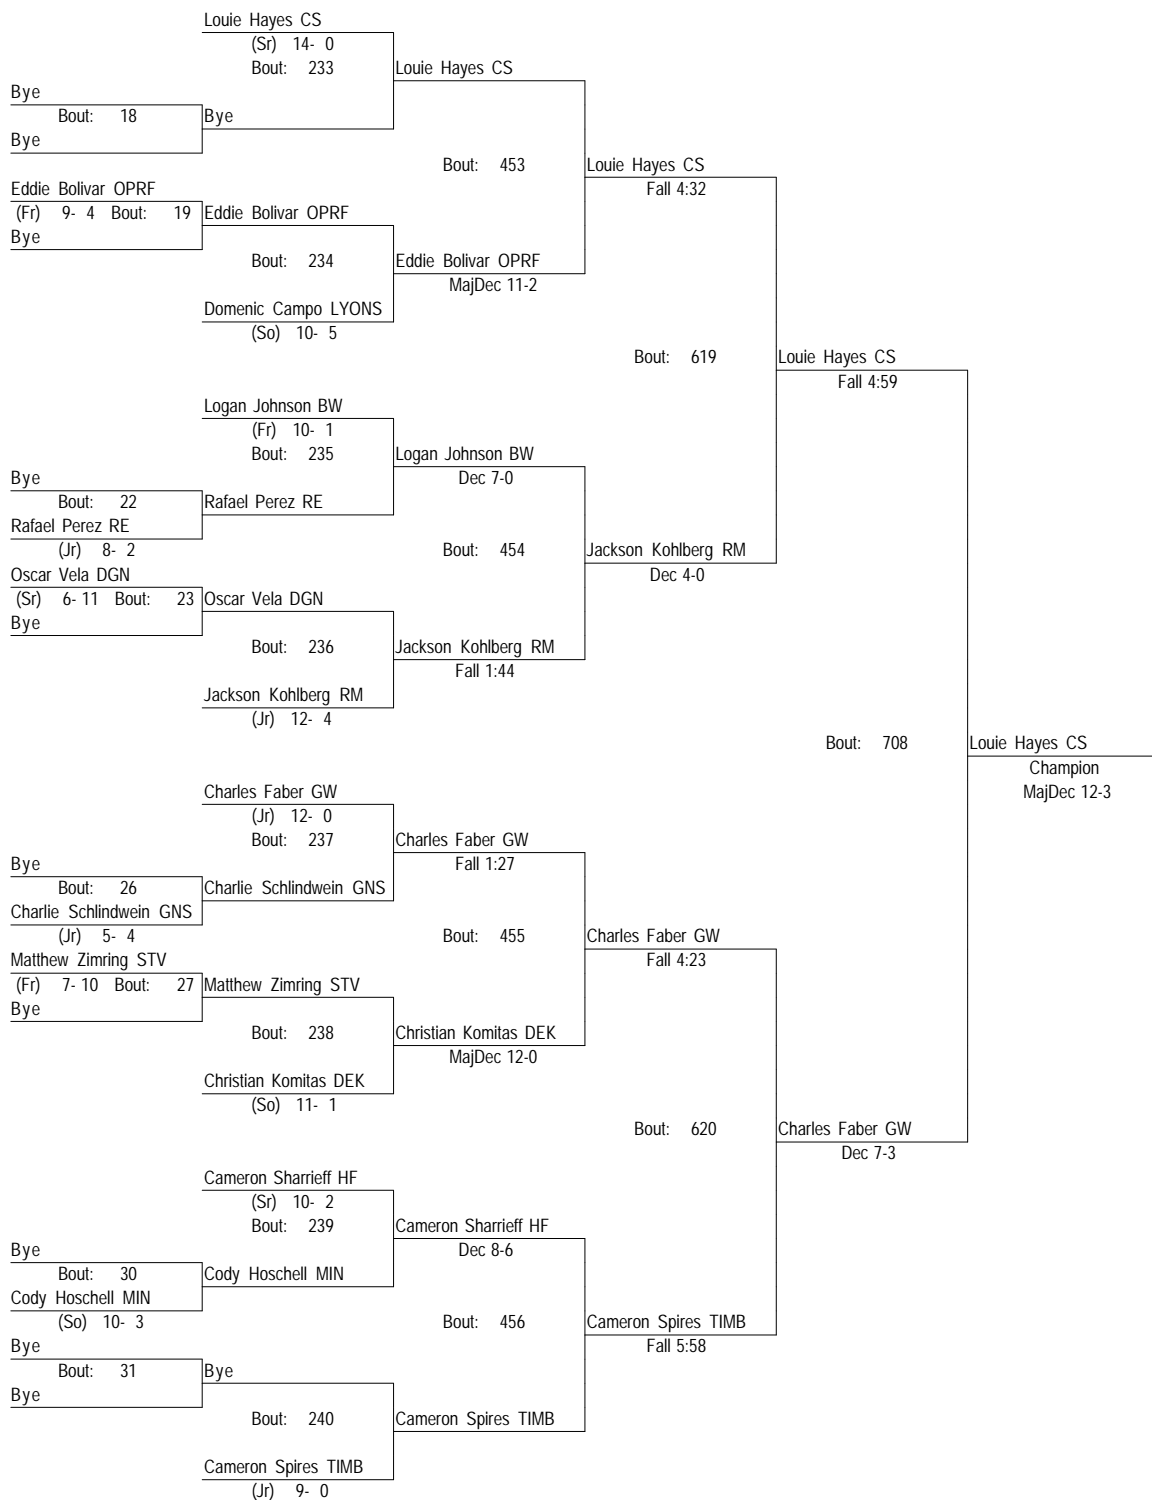 Louie Hayes CS
(Sr) 14- 0
Bout: 233 Louie Hayes CS
Bye
Bout: 18 Bye
Bye
Bout: 453 Louie Hayes CS
Eddie Bolivar OPRF Fall 4:32
(Fr) 9- 4 Bout: 19 Eddie Bolivar OPRF
Bye
Bout: 234 Eddie Bolivar OPRF
MajDec 11-2
Domenic Campo LYONS
(So) 10- 5
Bout: 619 Louie Hayes CS
Fall 4:59
Logan Johnson BW
(Fr) 10- 1
Bout: 235 Logan Johnson BW
Bye Dec 7-0
Bout: 22 Rafael Perez RE
Rafael Perez RE
(Jr) 8- 2 Bout: 454 Jackson Kohlberg RM
Oscar Vela DGN Dec 4-0
(Sr) 6- 11 Bout: 23 Oscar Vela DGN
Bye
Bout: 236 Jackson Kohlberg RM
Fall 1:44
Jackson Kohlberg RM
(Jr) 12- 4
Bout: 708 Louie Hayes CS
Champion
Charles Faber GW MajDec 12-3
(Jr) 12- 0
Bout: 237 Charles Faber GW
Bye Fall 1:27
Bout: 26 Charlie Schlindwein GNS
Charlie Schlindwein GNS
(Jr) 5- 4 Bout: 455 Charles Faber GW
Matthew Zimring STV Fall 4:23
(Fr) 7- 10 Bout: 27 Matthew Zimring STV
Bye
Bout: 238 Christian Komitas DEK
MajDec 12-0
Christian Komitas DEK
(So) 11- 1
Bout: 620 Charles Faber GW
Dec 7-3
Cameron Sharrieff HF
(Sr) 10- 2
Bout: 239 Cameron Sharrieff HF
Bye Dec 8-6
Bout: 30 Cody Hoschell MIN
Cody Hoschell MIN
(So) 10- 3 Bout: 456 Cameron Spires TIMB
Bye Fall 5:58
Bout: 31 Bye
Bye
Bout: 240 Cameron Spires TIMB
Cameron Spires TIMB
(Jr) 9- 0